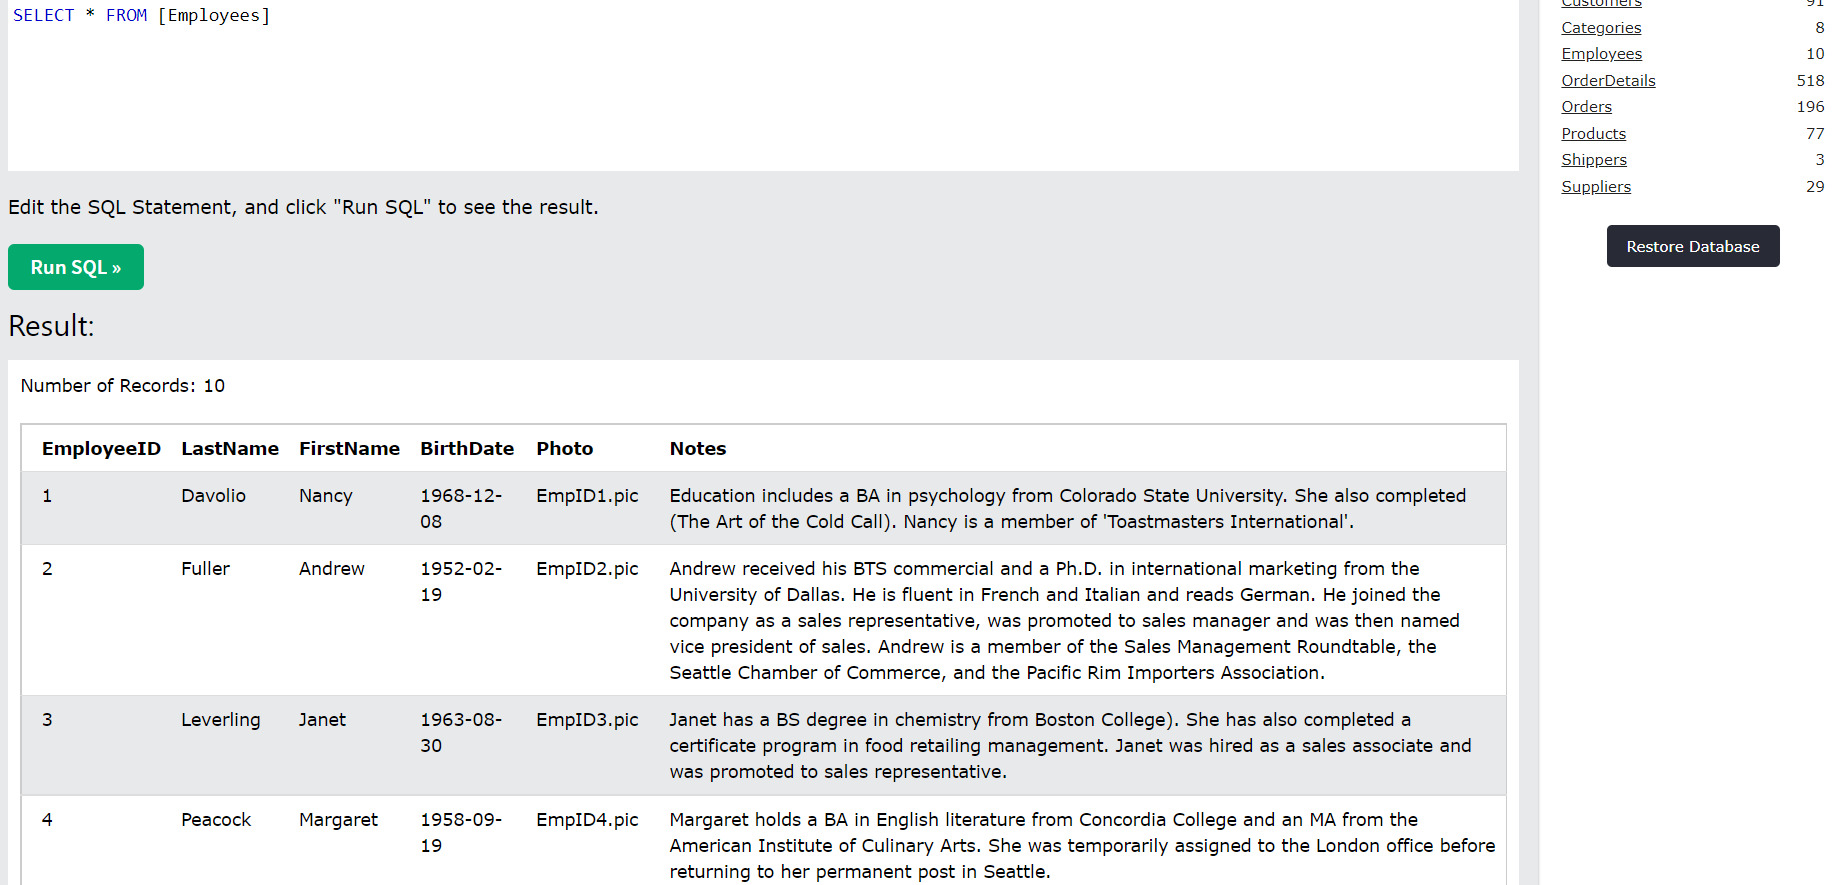 SELECT * FROM [Employees]
Edit the SQL Statement, and click "Run SQL" to see the result.
Run SQL »
Result:
Number of Records: 10
EmployeeID LastName FirstName BirthDate Photo Notes
1 Davolio Nancy 1968-12- EmpID1.pic Education includes a BA in psychology from Colorado State University. She also completed
08 (The Art of the Cold Call). Nancy is a member of 'Toastmasters International'.
2 Fuller Andrew 1952-02- EmpID2.pic Andrew received his BTS commercial and a Ph.D. in international marketing from the
19 University of Dallas. He is fluent in French and Italian and reads German. He joined the
company as a sales representative, was promoted to sales manager and was then named
vice president of sales. Andrew is a member of the Sales Management Roundtable, the
Seattle Chamber of Commerce, and the Pacific Rim Importers Association.
3 Leverling Janet 1963-08- EmpID3.pic Janet has a BS degree in chemistry from Boston College). She has also completed a
30 certificate program in food retailing management. Janet was hired as a sales associate and
was promoted to sales representative.
4 Peacock Margaret 1958-09- EmpID4.pic Margaret holds a BA in English literature from Concordia College and an MA from the
19 American Institute of Culinary Arts. She was temporarily assigned to the London office before
returning to her permanent post in Seattle.
Customers 91
Categories 8
Employees 10
OrderDetails 518
Orders 196
Products 77
Shippers 3
Suppliers 29
Restore Database